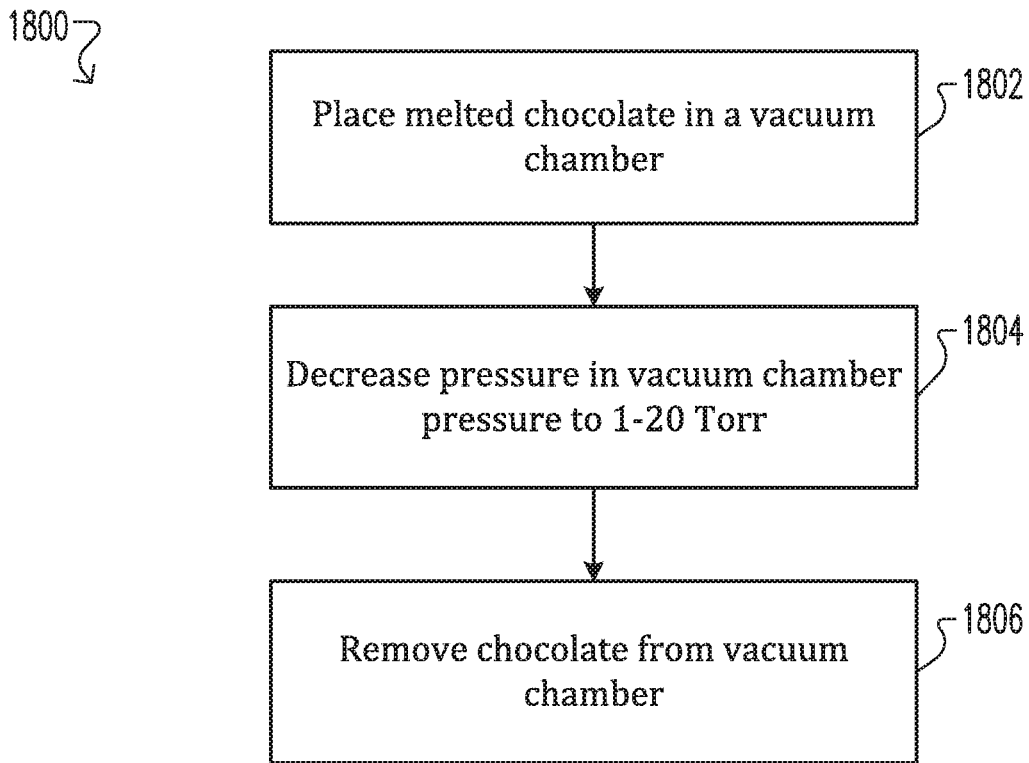 1800
Place melted chocolate in a vacuum
chamber
1802
Decrease pressure in vacuum chamber
pressure to 1-20 Torr
1804
Remove chocolate from vacuum
chamber
1806